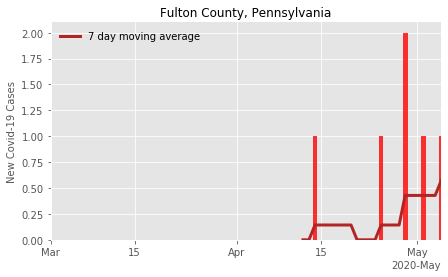 Fulton County, Pennsylvania
7 day moving average
New Covid-19 Cases
2.00
1.75
1.50
1.25
1.00
0.75
0.50
0.25
0.00
Mar 15 Apr 15 May
2020-May